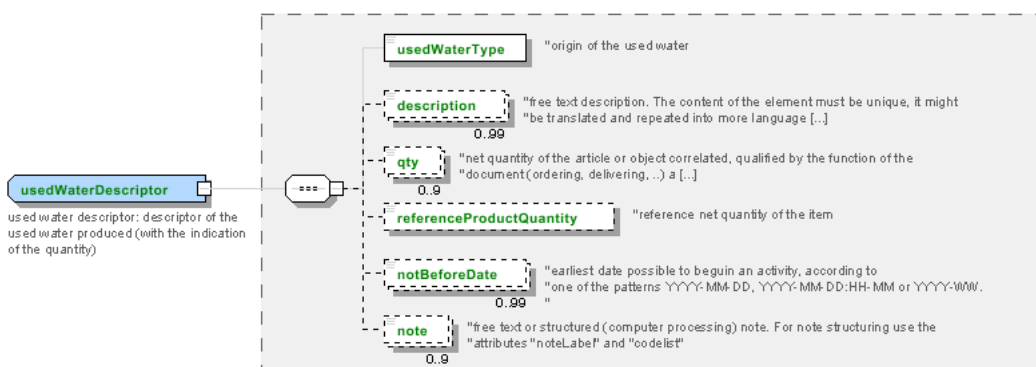 usedWaterType
"origin of the used water
description
"free text description. The content of the element must be unique, it might
"be translated and repeated into more language [...]
0..99
qty
"net quantity of the article or object correlated, qualified by the function of the
"document (ordering, delivering, ..) a [...]
0..9
usedWaterDescriptor
used water descriptor: descriptor of the
used water produced (with the indication
of the quantity)
referenceProductQuantity
"reference net quantity of the item
notBeforeDate
"earliest date possible to beguin an activity, according to
"one of the patterns YYYY-MM-DD, YYYY-MM-DD:HH-MM or YYYY-WW.
"
0..99
note
"free text or structured (computer processing) note. For note structuring use the
"attributes "noteLabel" and "codelist"
0..9